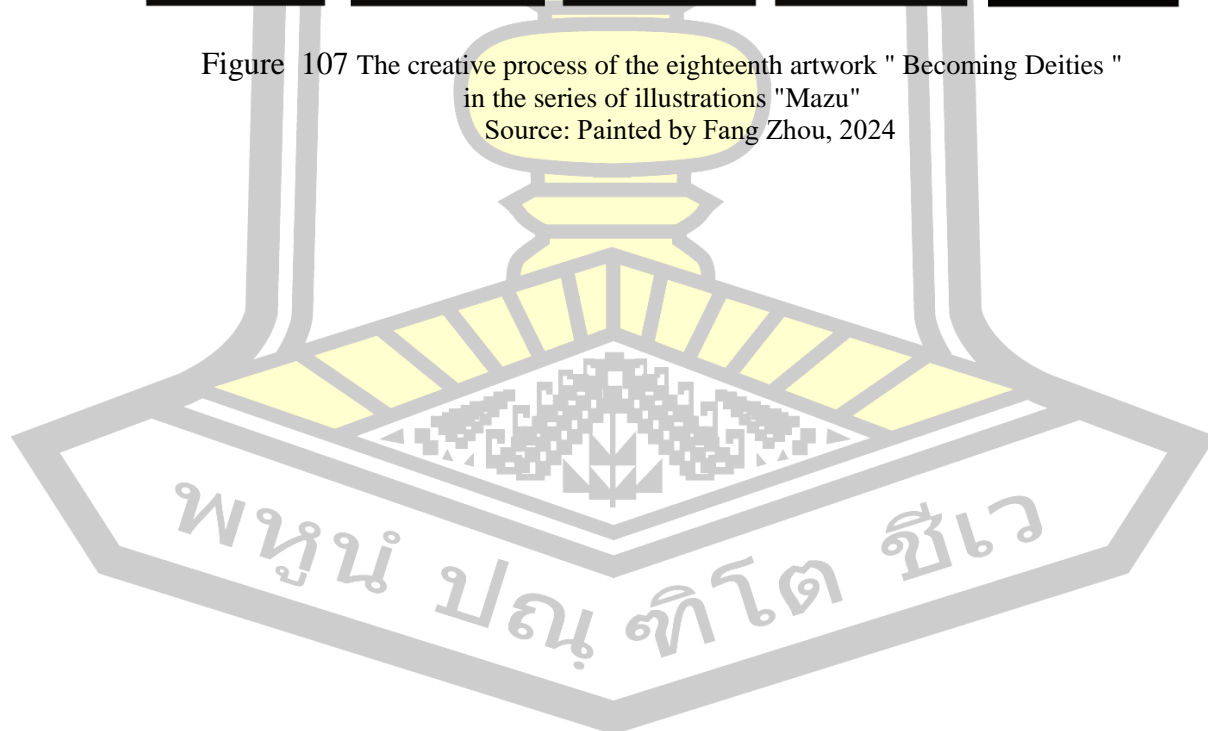 Figure 107 The creative process of the eighteenth artwork " Becoming Deities "
in the series of illustrations "Mazu"
Source: Painted by Fang Zhou, 2024
พหูนํ ปณฺฑิโต ชีเว